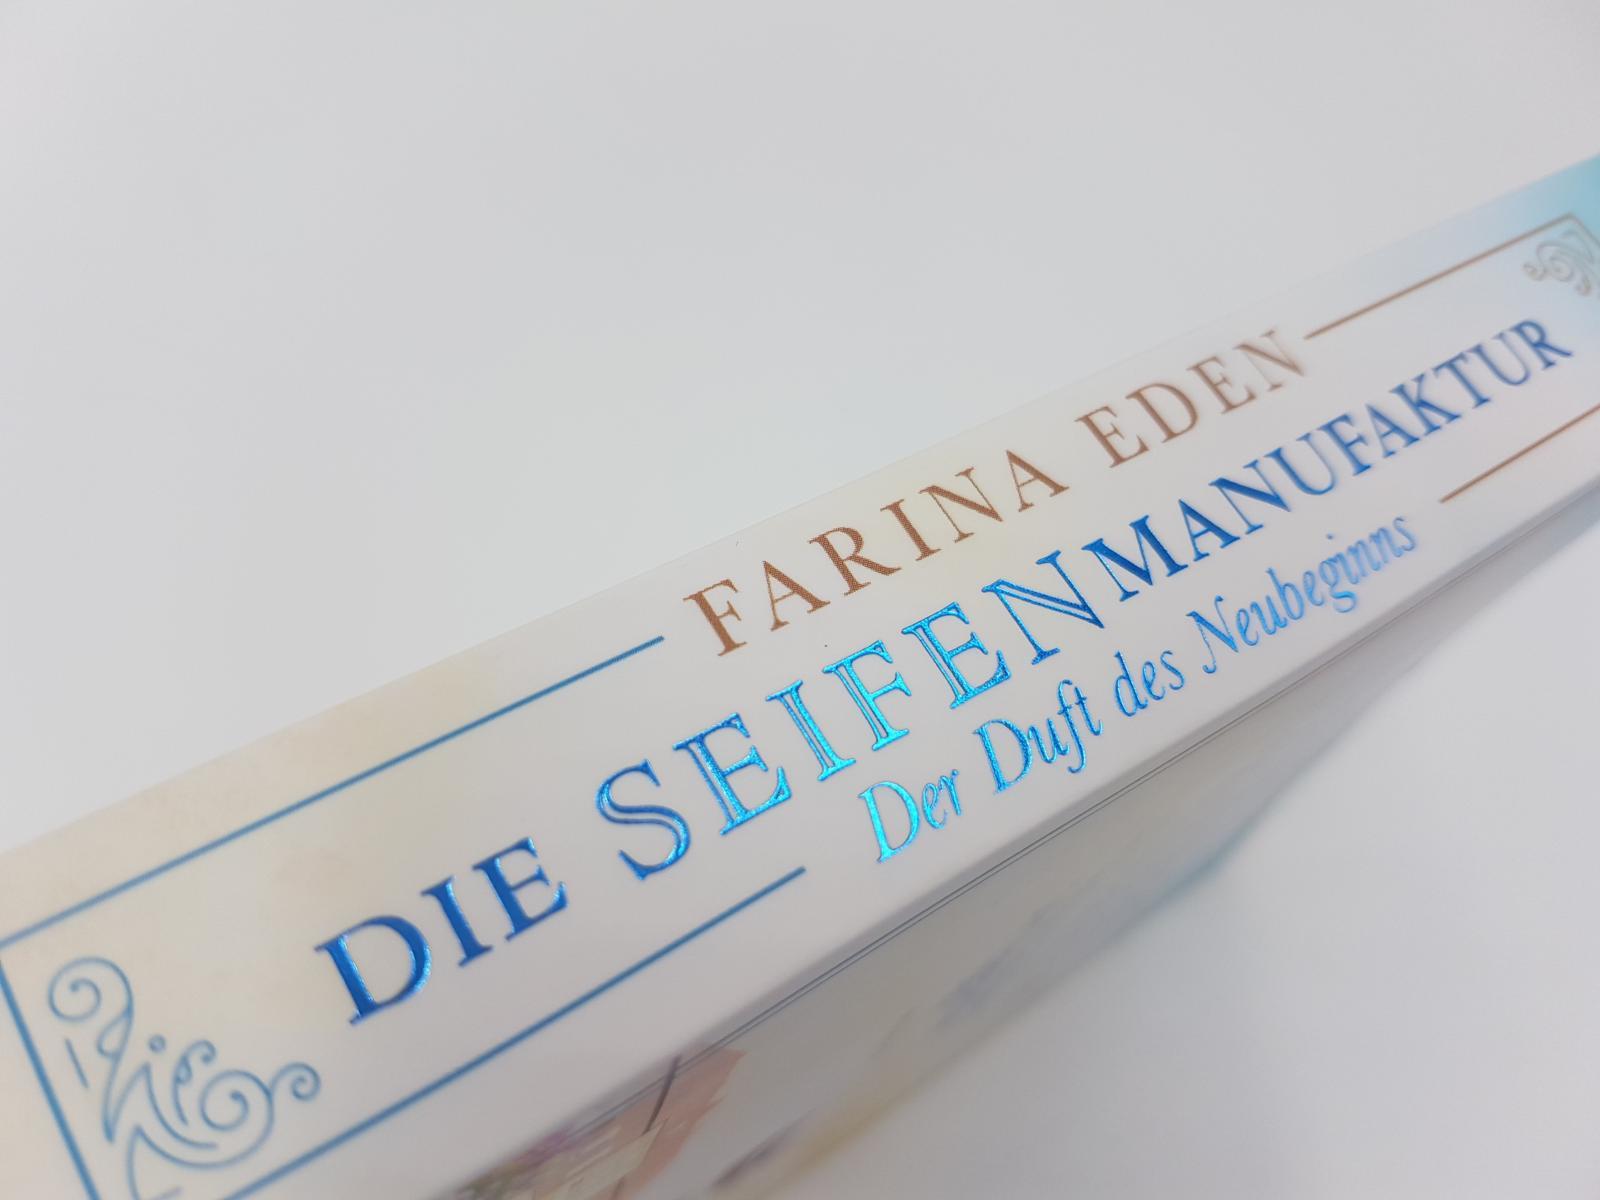 FARINA EDEN
DIE SEIFENMANUFAKTUR
Der Duft des Neubeginns